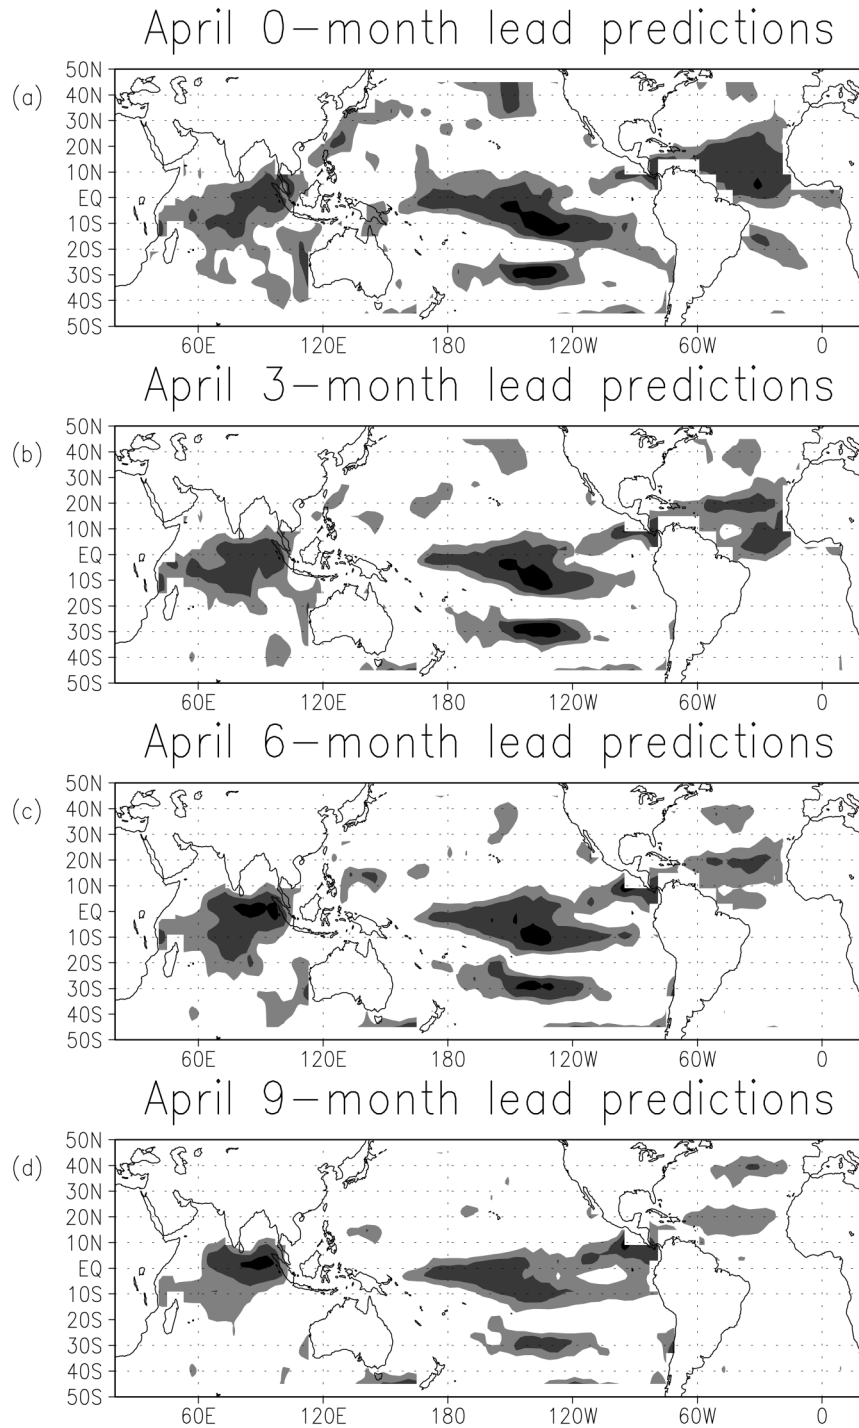 April 0-month lead predictions
(a)
50N
40N
30N
20N
10N
EQ
10S
20S
30S
40S
50S
60E 120E 180 120W 60W 0
April 3-month lead predictions
(b)
50N
40N
30N
20N
10N
EQ
10S
20S
30S
40S
50S
60E 120E 180 120W 60W 0
April 6-month lead predictions
(c)
50N
40N
30N
20N
10N
EQ
10S
20S
30S
40S
50S
60E 120E 180 120W 60W 0
April 9-month lead predictions
(d)
50N
40N
30N
20N
10N
EQ
10S
20S
30S
40S
50S
60E 120E 180 120W 60W 0